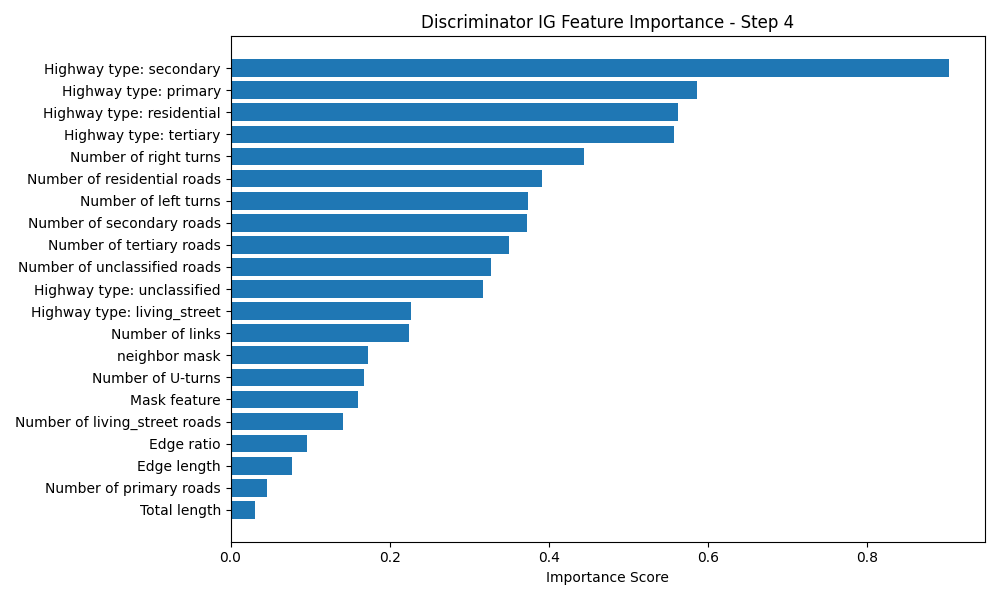 Discriminator IG Feature Importance - Step 4
Highway type: secondary
Highway type: primary
Highway type: residential
Highway type: tertiary
Number of right turns
Number of residential roads
Number of left turns
Number of secondary roads
Number of tertiary roads
Number of unclassified roads
Highway type: unclassified
Highway type: living_street
Number of links
neighbor mask
Number of U-turns
Mask feature
Number of living_street roads
Edge ratio
Edge length
Number of primary roads
Total length
0.0 0.2 0.4 0.6 0.8
Importance Score